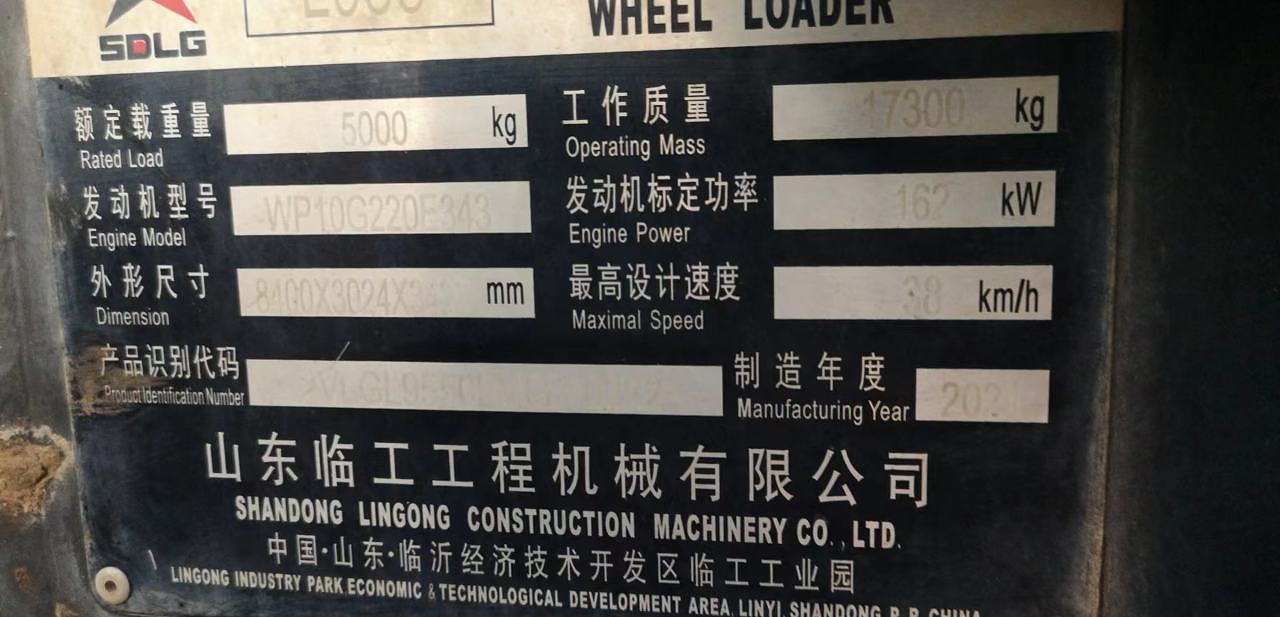 SDLG
WHEEL LOADER
额定载重量 5000 kg 工作质量 17300 kg
Rated Load Operating Mass
发动机型号 WP10G220E343 发动机标定功率 162 kW
Engine Model Engine Power
外形尺寸 mm 最高设计速度 38 km/h
Dimension Maximal Speed
产品识别代码 制造年度
Product Identification Number Manufacturing Year
山东临工工程机械有限公司
SHANDONG LINGONG CONSTRUCTION MACHINERY CO., LTD.
中国·山东·临沂经济技术开发区临工工业园
LINGONG INDUSTRY PARK ECONOMIC & TECHNOLOGICAL DEVELOPMENT AREA, LINYI, SHANDONG P. R. CHINA